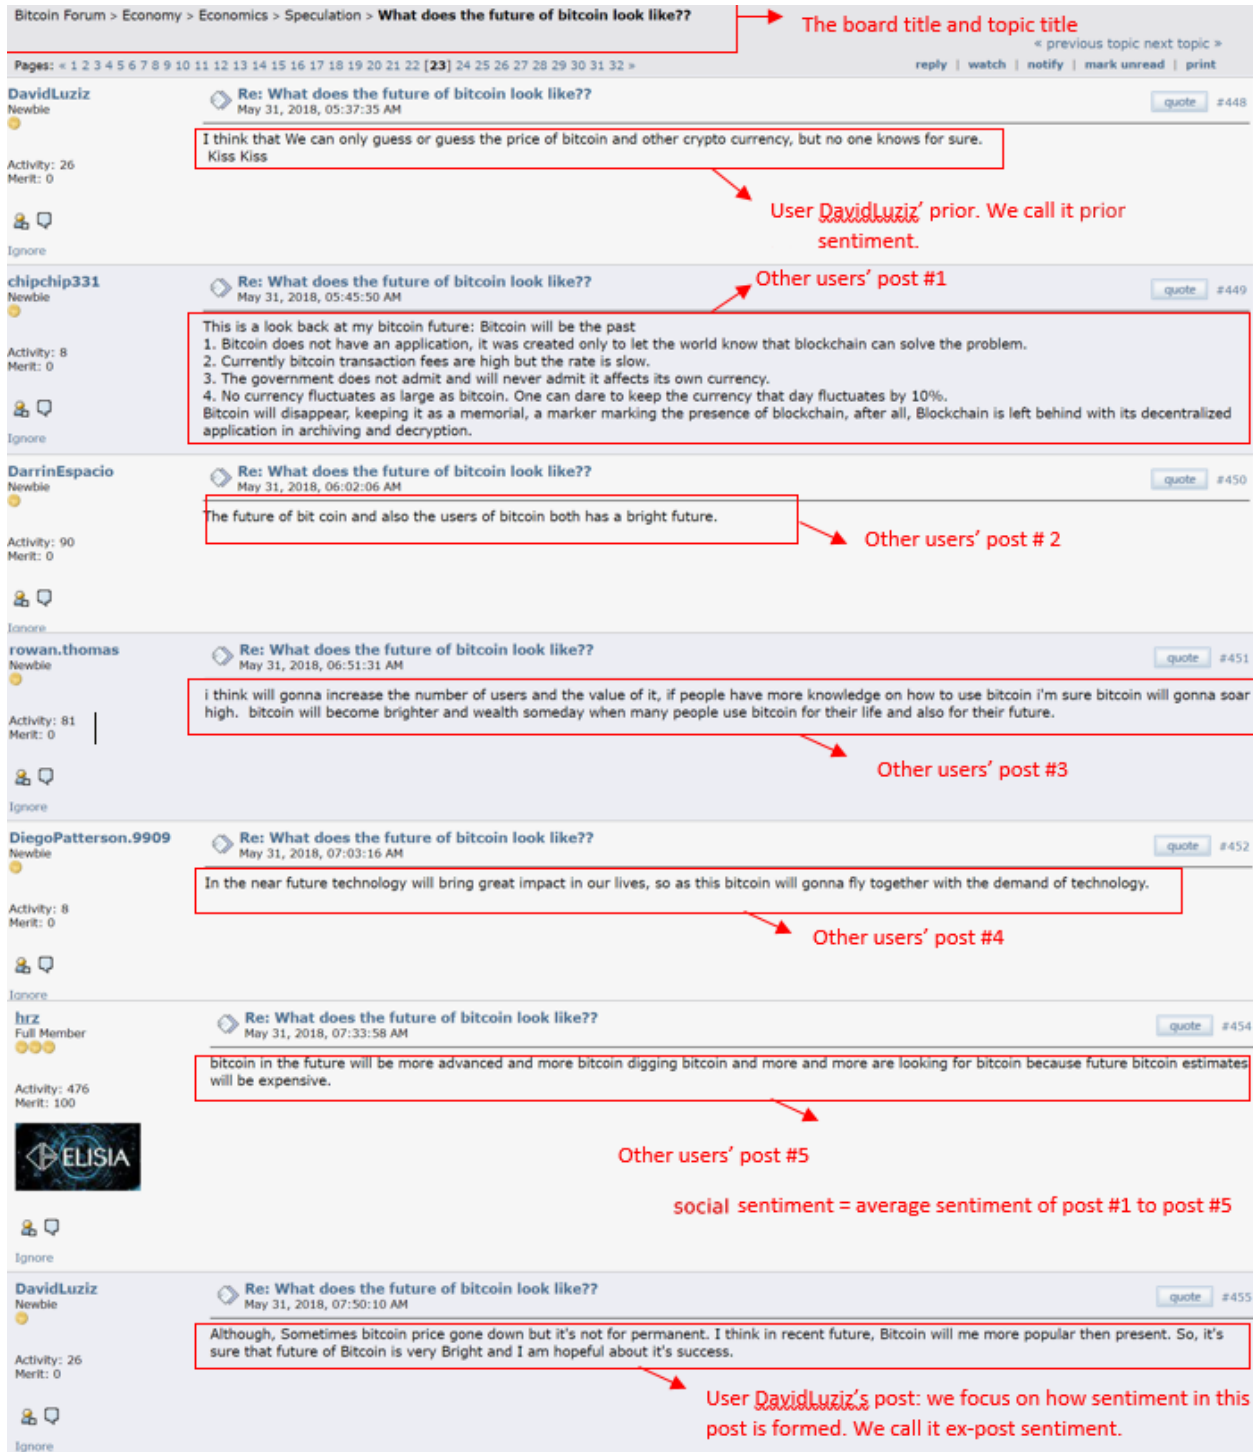 Bitcoin Forum > Economy > Economics > Speculation > What does the future of bitcoin look like??
The board title and topic title
« previous topic next topic »
Pages: « 1 2 3 4 5 6 7 8 9 10 11 12 13 14 15 16 17 18 19 20 21 22 [23] 24 25 26 27 28 29 30 31 32 »
reply | watch | notify | mark unread | print
DavidLuziz
Newbie
Activity: 26
Merit: 0
Ignore
Re: What does the future of bitcoin look like??
May 31, 2018, 05:37:35 AM
quote #448
I think that We can only guess or guess the price of bitcoin and other crypto currency, but no one knows for sure.
Kiss Kiss
User DavidLuziz’ prior. We call it prior
sentiment.
chipchip331
Newbie
Activity: 8
Merit: 0
Ignore
Re: What does the future of bitcoin look like??
May 31, 2018, 05:45:50 AM
Other users’ post #1
quote #449
This is a look back at my bitcoin future: Bitcoin will be the past
1. Bitcoin does not have an application, it was created only to let the world know that blockchain can solve the problem.
2. Currently bitcoin transaction fees are high but the rate is slow.
3. The government does not admit and will never admit it affects its own currency.
4. No currency fluctuates as large as bitcoin. One can dare to keep the currency that day fluctuates by 10%.
Bitcoin will disappear, keeping it as a memorial, a marker marking the presence of blockchain, after all, Blockchain is left behind with its decentralized
application in archiving and decryption.
DarrinEspacio
Newbie
Activity: 90
Merit: 0
Ignore
Re: What does the future of bitcoin look like??
May 31, 2018, 06:02:06 AM
quote #450
The future of bit coin and also the users of bitcoin both has a bright future.
Other users’ post # 2
rowan.thomas
Newbie
Activity: 81
Merit: 0
Ignore
Re: What does the future of bitcoin look like??
May 31, 2018, 06:51:31 AM
quote #451
i think will gonna increase the number of users and the value of it, if people have more knowledge on how to use bitcoin i'm sure bitcoin will gonna soar
high. bitcoin will become brighter and wealth someday when many people use bitcoin for their life and also for their future.
Other users’ post #3
DiegoPatterson.9909
Newbie
Activity: 8
Merit: 0
Ignore
Re: What does the future of bitcoin look like??
May 31, 2018, 07:03:16 AM
quote #452
In the near future technology will bring great impact in our lives, so as this bitcoin will gonna fly together with the demand of technology.
Other users’ post #4
hrz
Full Member
Activity: 476
Merit: 100
ELISIA
Ignore
Re: What does the future of bitcoin look like??
May 31, 2018, 07:33:58 AM
quote #454
bitcoin in the future will be more advanced and more bitcoin digging bitcoin and more and more are looking for bitcoin because future bitcoin estimates
will be expensive.
Other users’ post #5
social sentiment = average sentiment of post #1 to post #5
DavidLuziz
Newbie
Activity: 26
Merit: 0
Ignore
Re: What does the future of bitcoin look like??
May 31, 2018, 07:50:10 AM
quote #455
Although, Sometimes bitcoin price gone down but it's not for permanent. I think in recent future, Bitcoin will me more popular then present. So, it's
sure that future of Bitcoin is very Bright and I am hopeful about it's success.
User DavidLuziz’s post: we focus on how sentiment in this
post is formed. We call it ex-post sentiment.